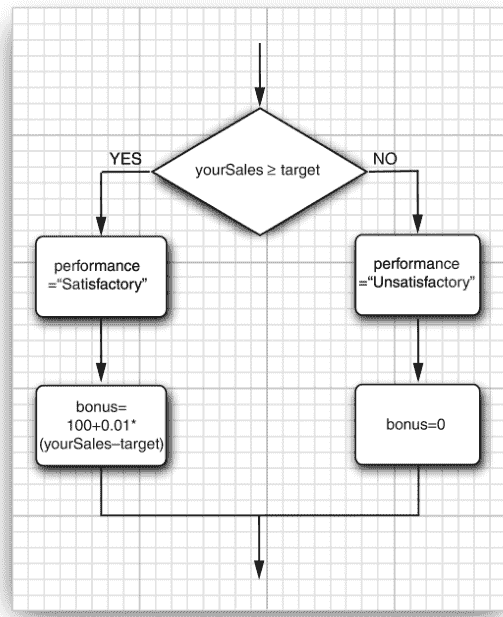 yourSales ≥ target
YES
NO
performance
=“Satisfactory”
performance
=“Unsatisfactory”
bonus=
100+0.01*
(yourSales–target)
bonus=0